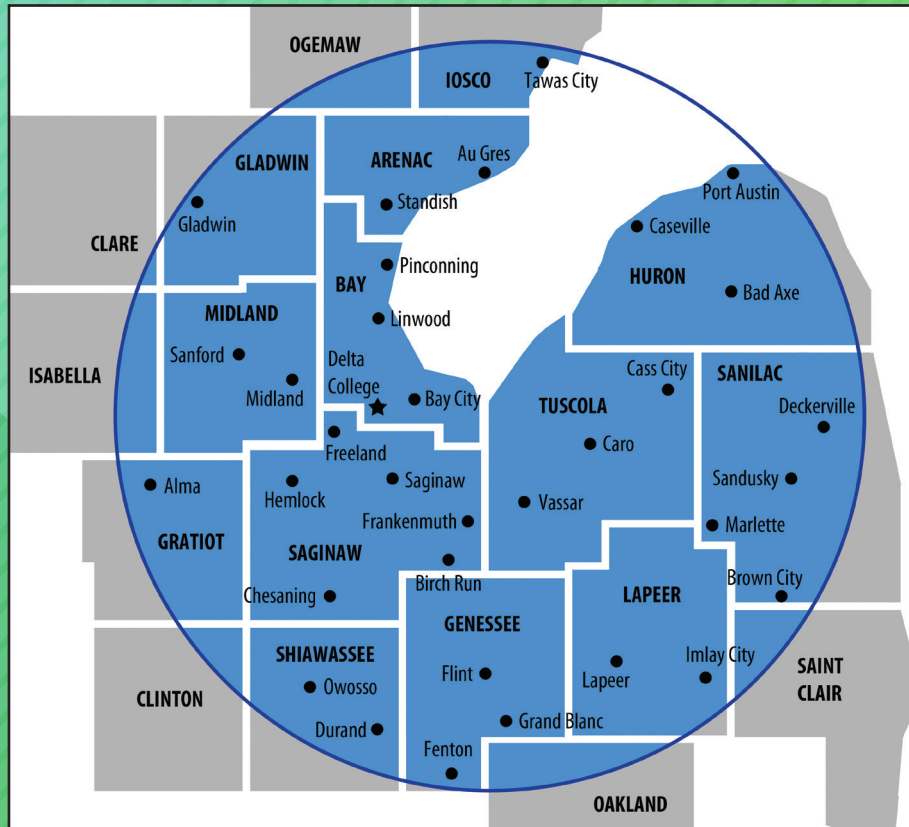 OGEMAW
IOSCO
Tawas City
GLADWIN
ARENAC
Au Gres
Port Austin
Gladwin
Standish
Caseville
CLARE
Pinconning
BAY
HURON
Bad Axe
MIDLAND
Linwood
Sanford
Delta
College
ISABELLA
Midland
Bay City
Cass City
SANILAC
TUSCOLA
Deckerville
Freeland
Caro
Alma
Hemlock
Saginaw
Sandusky
Vassar
Frankenmuth
Marlette
GRATIOT
SAGINAW
Birch Run
Brown City
Chesaning
LAPEER
GENESSEE
SHIAWASSEE
Imlay City
SAINT
CLAIR
Flint
Lapeer
CLINTON
Owosso
Grand Blanc
Durand
Fenton
OAKLAND